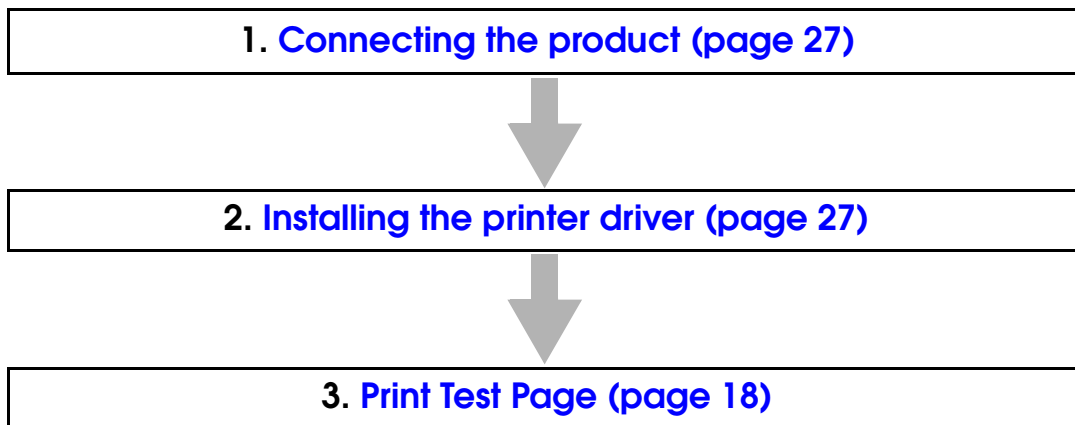 1. Connecting the product (page 27)
2. Installing the printer driver (page 27)
3. Print Test Page (page 18)